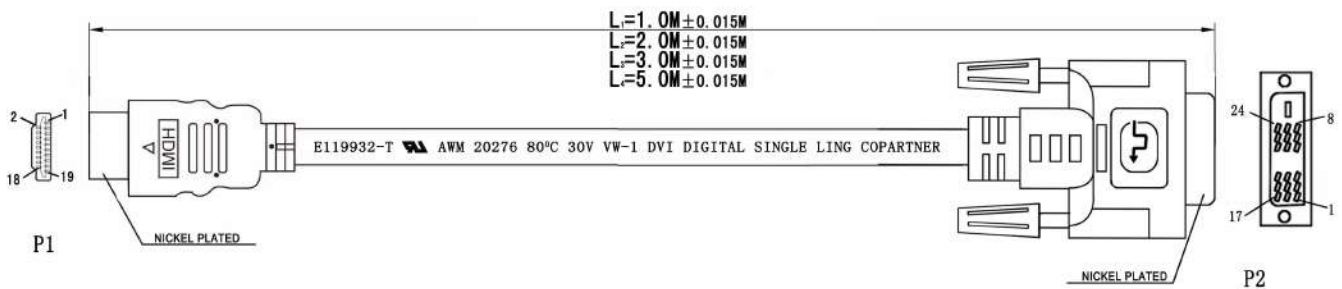 L₁=1.0M±0.015M
L₂=2.0M±0.015M
L₃=3.0M±0.015M
L₄=5.0M±0.015M
2
1
18
19
P1
HDMI
E119932-T AWM 20276 80°C 30V VW-1 DVI DIGITAL SINGLE LING COPARTNER
24
8
17
1
P2
NICKEL PLATED
NICKEL PLATED